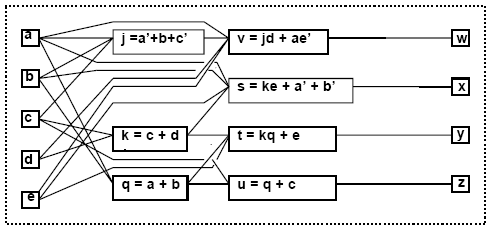 a
j =a'+b+c'
v = jd + ae'
w
b
s = ke + a' + b'
x
c
k = c + d
t = kq + e
y
d
q = a + b
u = q + c
z
e